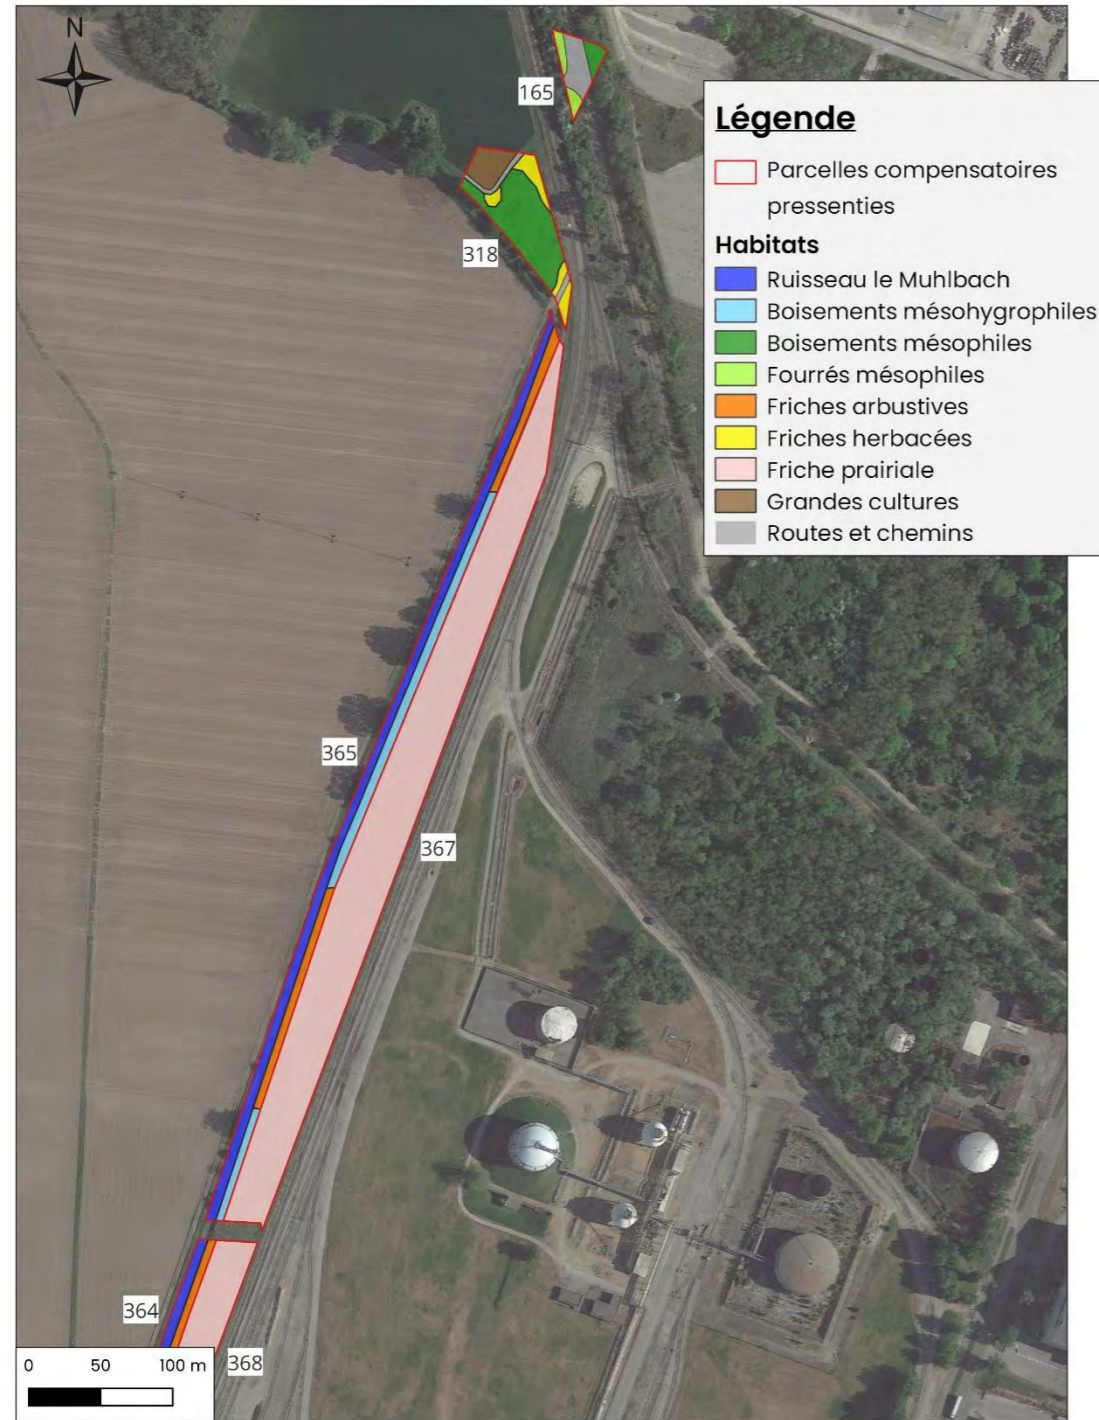 N
165
Légende
Parcelles compensatoires
pressenties
Habitats
Ruisseau le Muhlbach
Boisements mésohygrophiles
Boisements mésophiles
Fourrés mésophiles
Friches arbustives
Friches herbacées
Friche prairiale
Grandes cultures
Routes et chemins
318
365
367
364
368
0 50 100 m